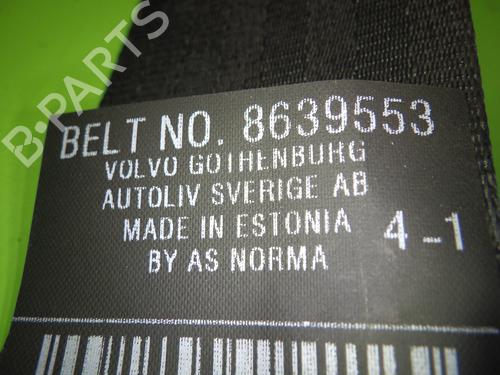 BELT NO. 8639553
VOLVO GOTHENBURG
AUTOLIV SVERIGE AB
MADE IN ESTONIA 4-1
BY AS NORMA
B-PARTS